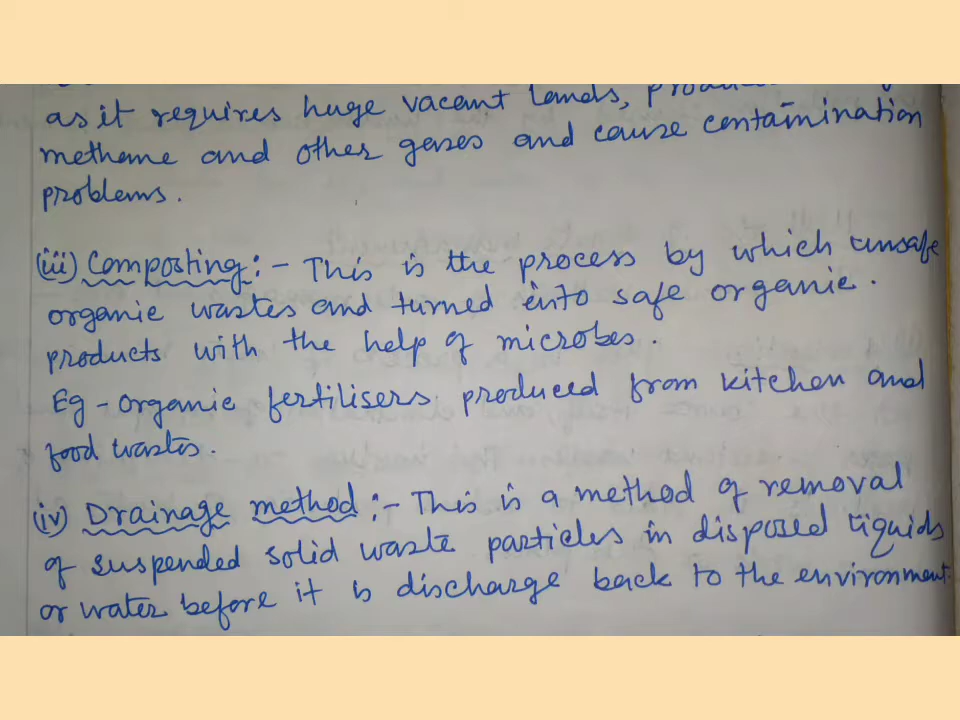 as it requires huge vacant lands,
methane and other gases and cause contamination
problems.
(iii) Composting :- This is the process by which unsafe
organic wastes and turned into safe organic.
products with the help of microbes.
Eg - organic fertilisers produced from kitchen and
food wastes.
(iv) Drainage method :- This is a method of removal
of suspended solid waste particles in disposed liquids
or water before it is discharge back to the environment.